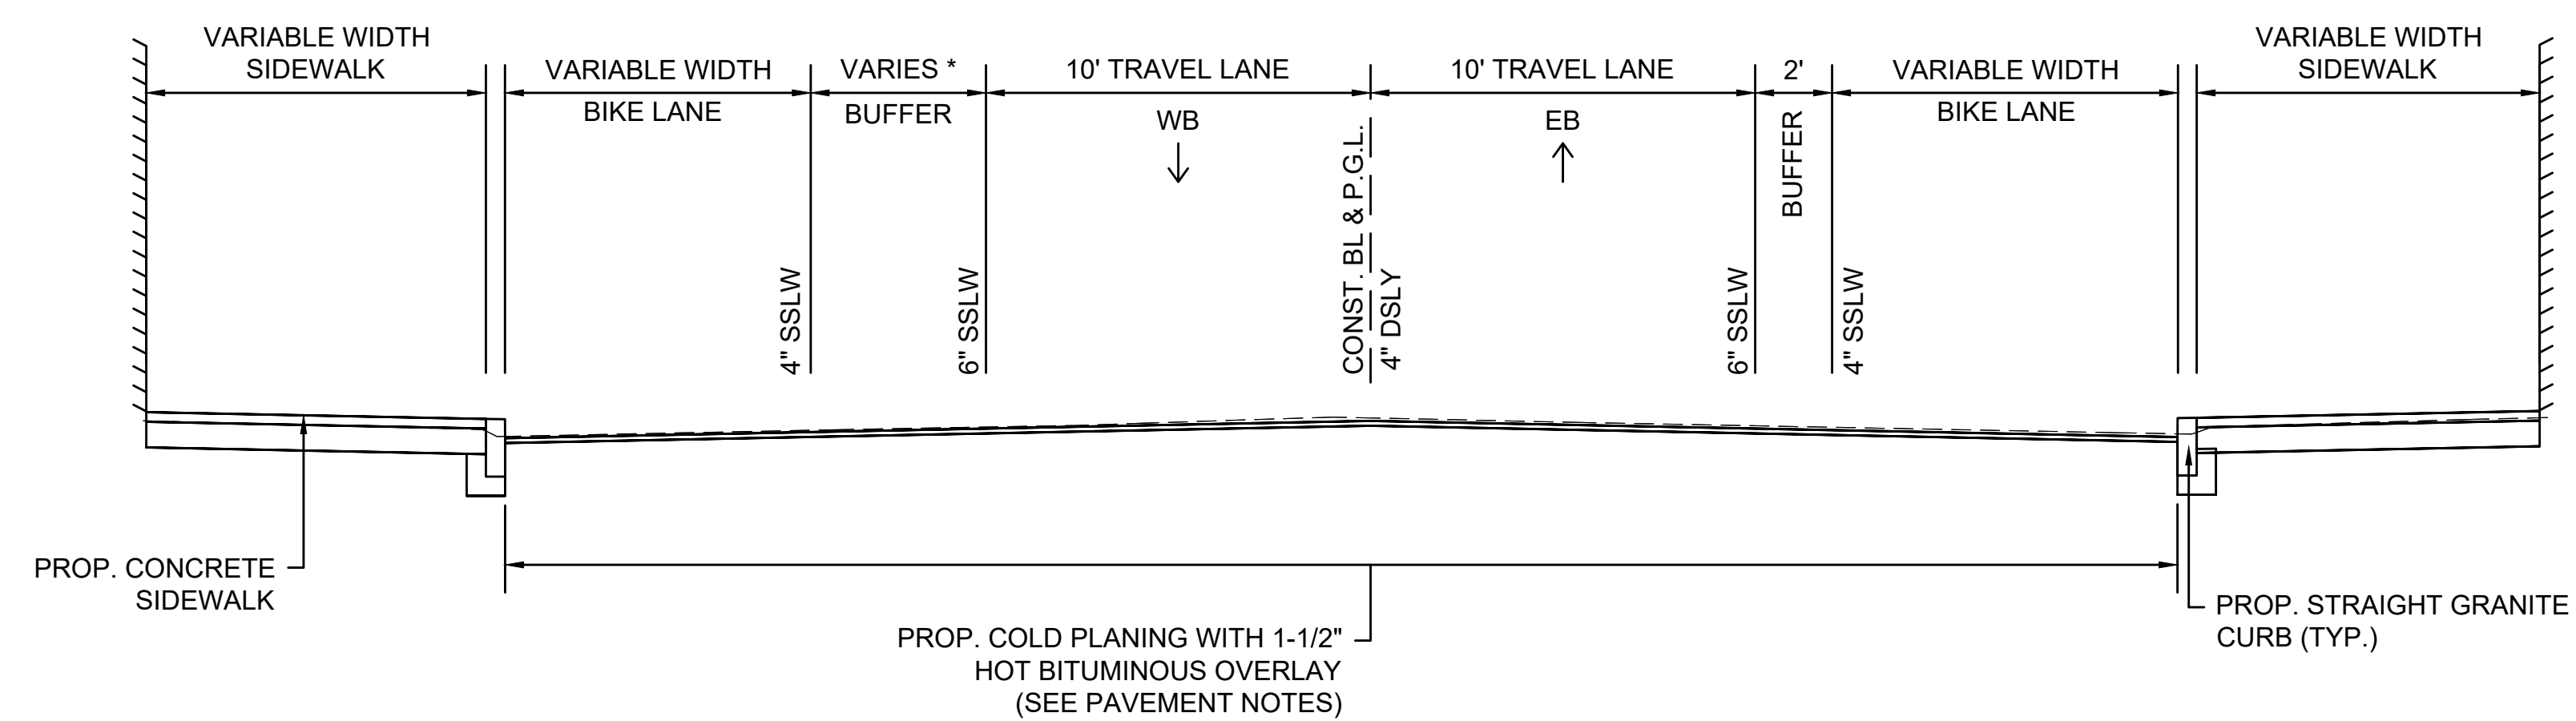 VARIABLE WIDTH
SIDEWALK
VARIABLE WIDTH
BIKE LANE
VARIES *
BUFFER
10' TRAVEL LANE
WB
10' TRAVEL LANE
EB
2'
BUFFER
VARIABLE WIDTH
BIKE LANE
VARIABLE WIDTH
SIDEWALK
4" SSLW
6" SSLW
CONST. BL & P.G.L.
4" DSLY
6" SSLW
4" SSLW
PROP. CONCRETE
SIDEWALK
PROP. COLD PLANING WITH 1-1/2"
HOT BITUMINOUS OVERLAY
(SEE PAVEMENT NOTES)
PROP. STRAIGHT GRANITE
CURB (TYP.)